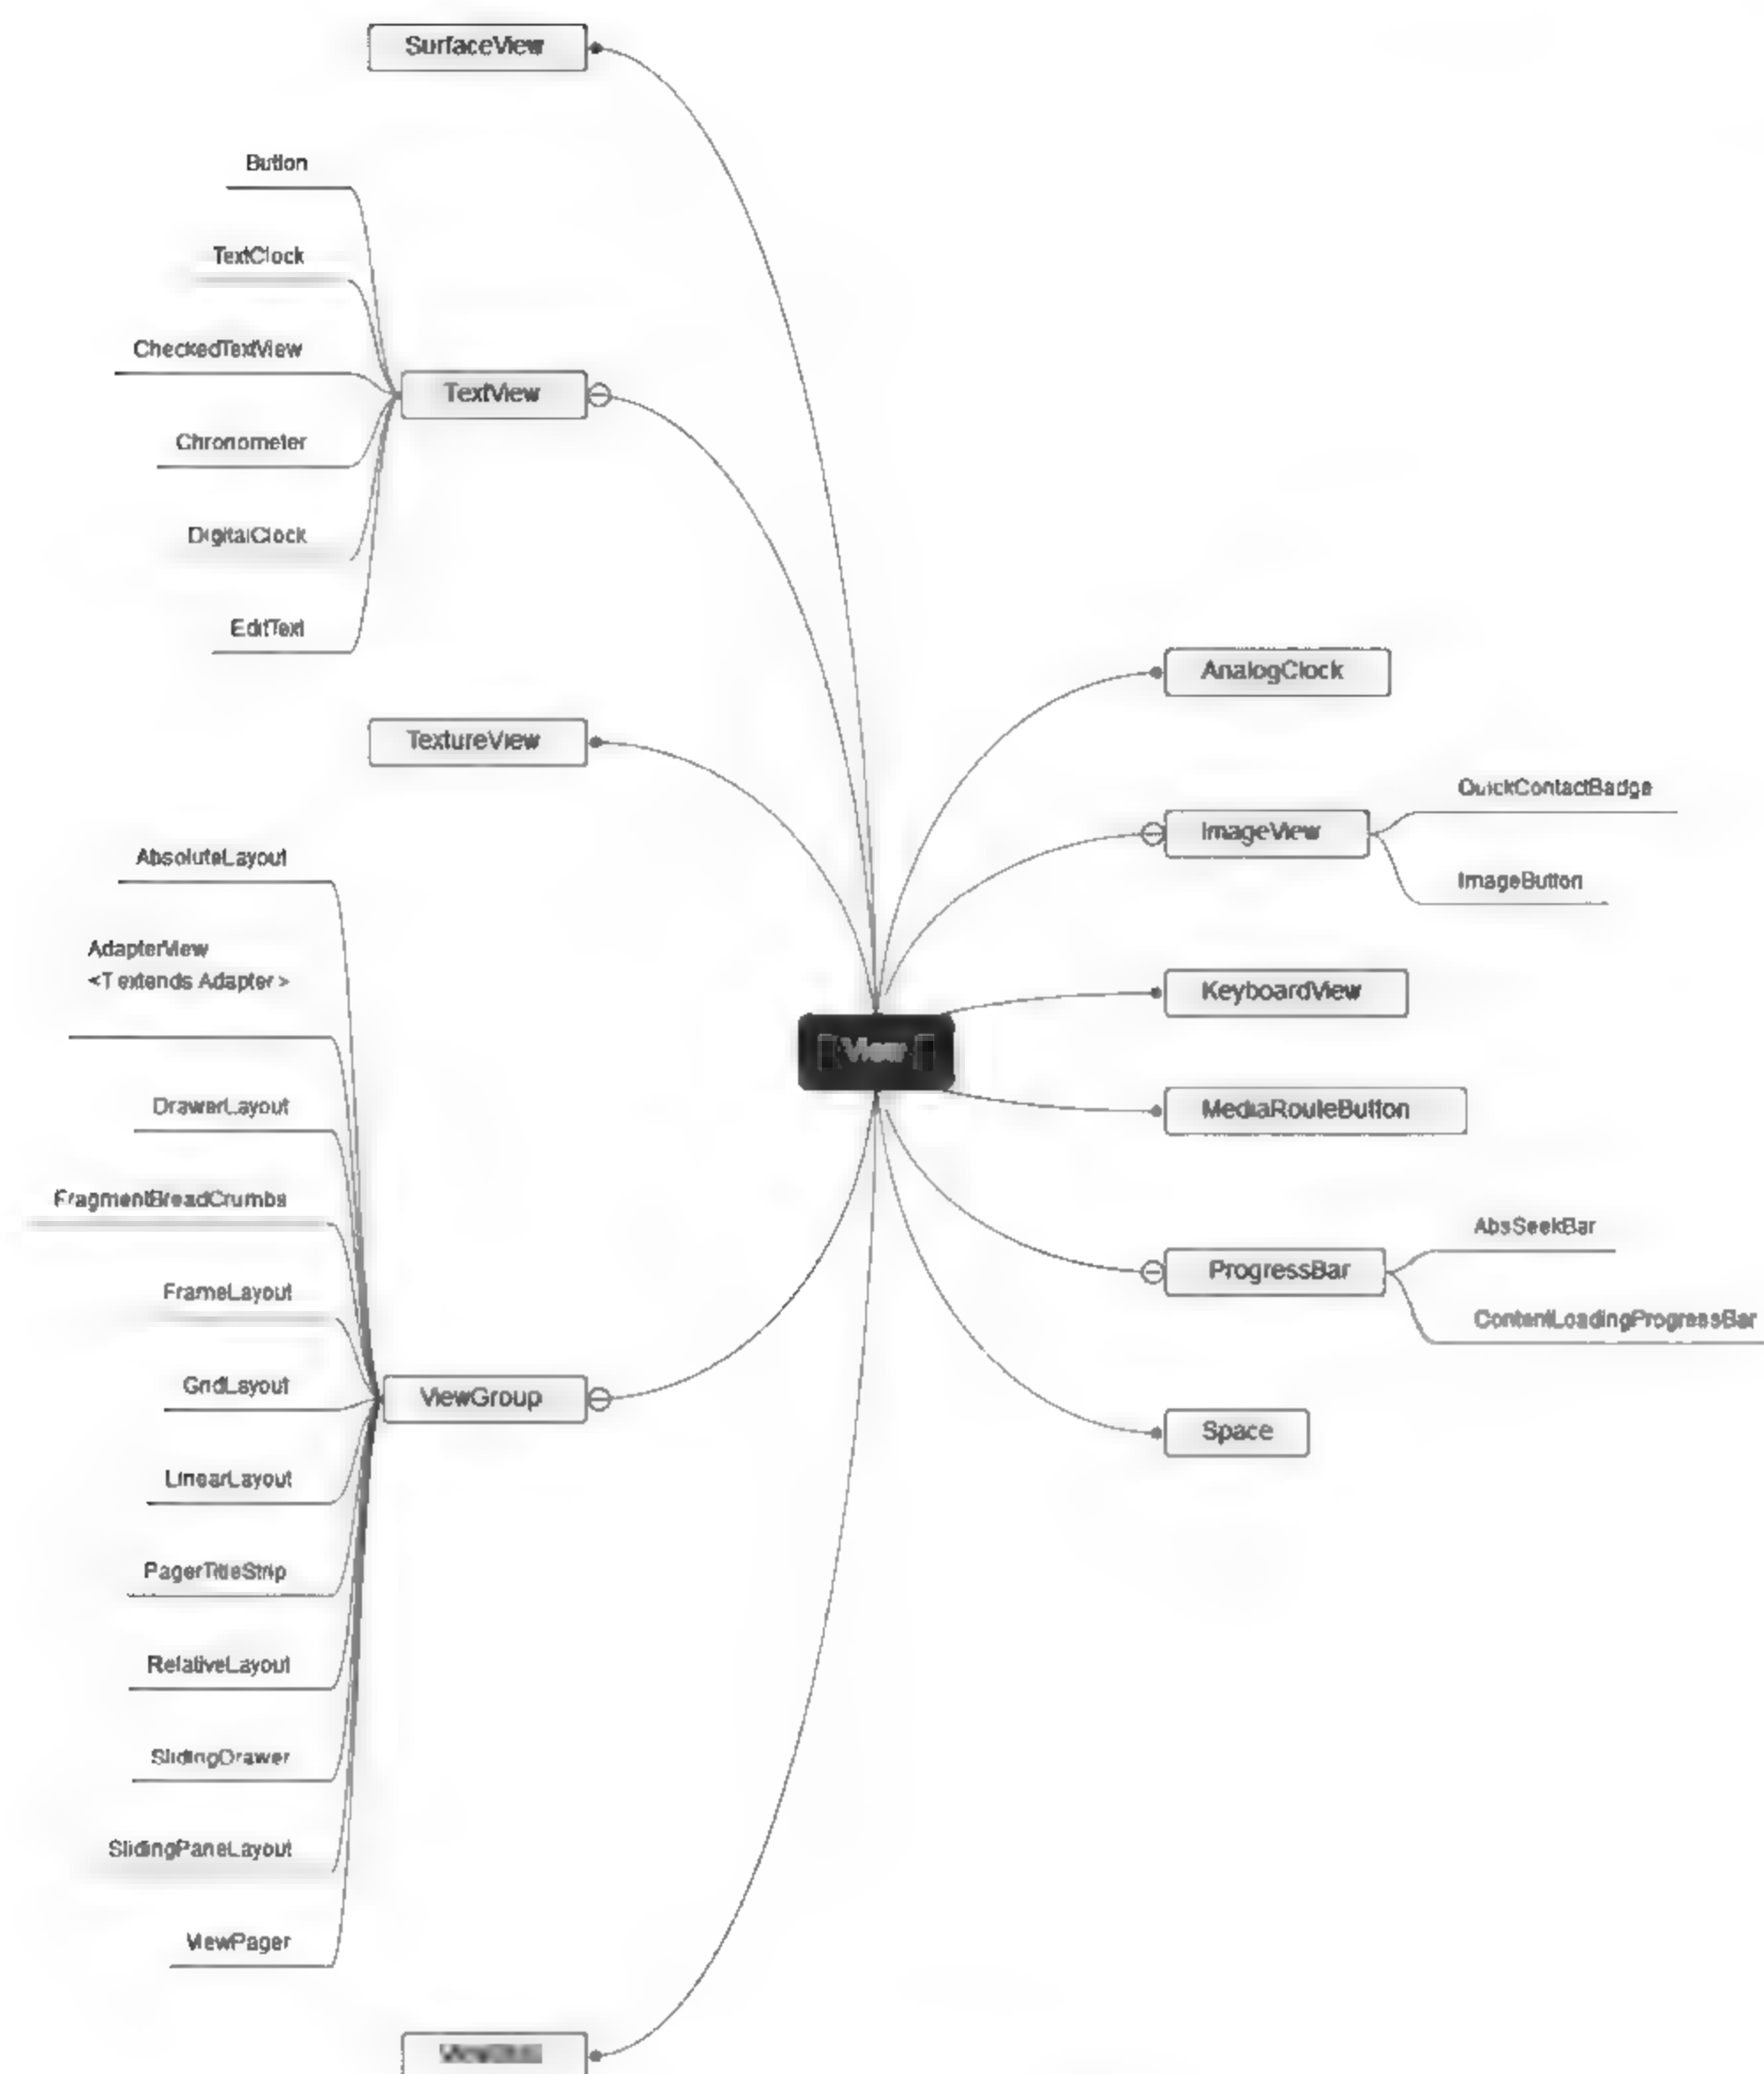 SurfaceView
Button
TextClock
CheckedTextView
Chronometer
DigitalClock
EditText
TextView
TextureView
AbsoluteLayout
AdapterView
<T extends Adapter >
DrawerLayout
FragmentBreadCrumbs
FrameLayout
GridLayout
LinearLayout
PagerTitleStrip
RelativeLayout
SlidingDrawer
SlidingPaneLayout
ViewPager
ViewGroup
View
AnalogClock
ImageView
QuickContactBadge
ImageButton
KeyboardView
MediaRouteButton
ProgressBar
AbsSeekBar
ContentLoadingProgressBar
Space